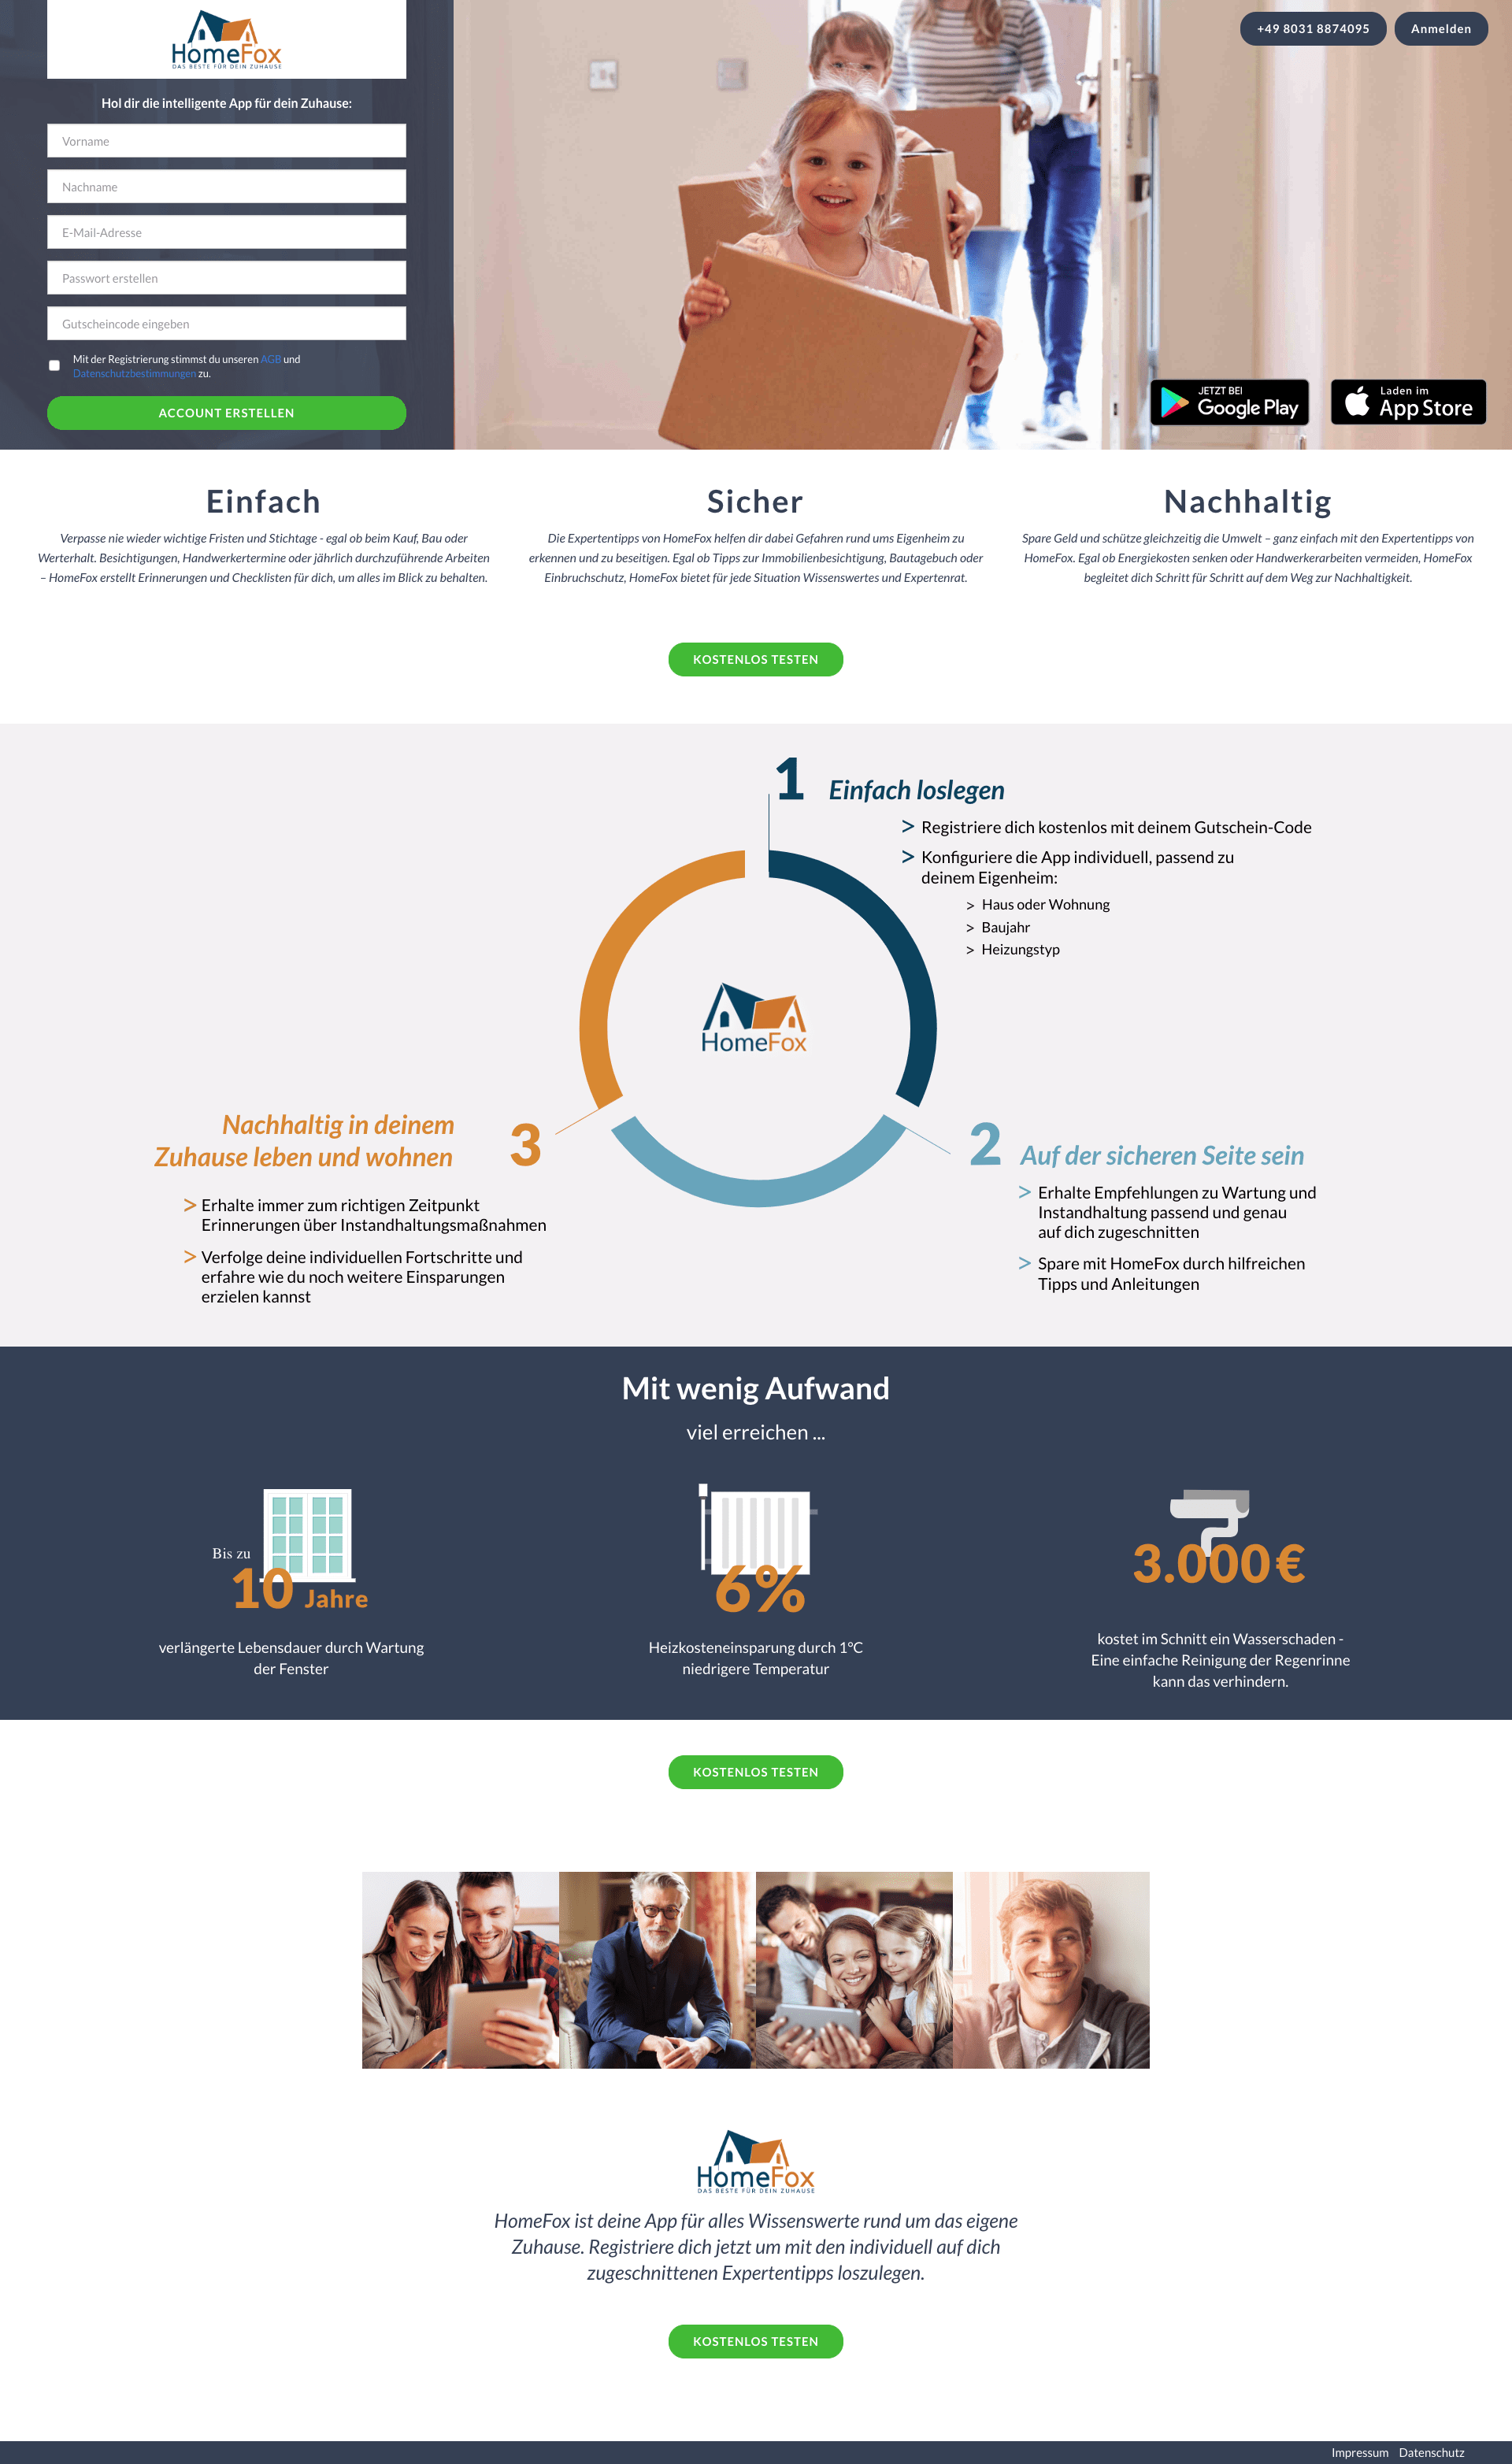 HomeFox
DAS BESTE FÜR DEIN ZUHAUSE
+49 8031 8874095
Anmelden
Hol dir die intelligente App für dein Zuhause:
Vorname
Nachname
E-Mail-Adresse
Passwort erstellen
Gutscheincode eingeben
Mit der Registrierung stimmst du unseren AGB und
Datenschutzbestimmungen zu.
ACCOUNT ERSTELLEN
JETZT BEI
Google Play
Laden im
App Store
Einfach
Verpasse nie wieder wichtige Fristen und Stichtage - egal ob beim Kauf, Bau oder
Werterhalt. Besichtigungen, Handwerkertermine oder jährlich durchzuführende Arbeiten
– HomeFox erstellt Erinnerungen und Checklisten für dich, um alles im Blick zu behalten.
Sicher
Die Expertentipps von HomeFox helfen dir dabei Gefahren rund ums Eigenheim zu
erkennen und zu beseitigen. Egal ob Tipps zur Immobilienbesichtigung, Bautagebuch oder
Einbruchschutz, HomeFox bietet für jede Situation Wissenswertes und Expertenrat.
Nachhaltig
Spare Geld und schütze gleichzeitig die Umwelt – ganz einfach mit den Expertentipps von
HomeFox. Egal ob Energiekosten senken oder Handwerkerarbeiten vermeiden, HomeFox
begleitet dich Schritt für Schritt auf dem Weg zur Nachhaltigkeit.
KOSTENLOS TESTEN
1 Einfach loslegen
> Registriere dich kostenlos mit deinem Gutschein-Code
> Konfiguriere die App individuell, passend zu
deinem Eigenheim:
> Haus oder Wohnung
> Baujahr
> Heizungstyp
HomeFox
2 Auf der sicheren Seite sein
> Erhalte Empfehlungen zu Wartung und
Instandhaltung passend und genau
auf dich zugeschnitten
> Spare mit HomeFox durch hilfreichen
Tipps und Anleitungen
Nachhaltig in deinem
Zuhause leben und wohnen
3
> Erhalte immer zum richtigen Zeitpunkt
Erinnerungen über Instandhaltungsmaßnahmen
> Verfolge deine individuellen Fortschritte und
erfahre wie du noch weitere Einsparungen
erzielen kannst
Mit wenig Aufwand
viel erreichen ...
Bis zu
10 Jahre
verlängerte Lebensdauer durch Wartung
der Fenster
6%
Heizkosteneinsparung durch 1°C
niedrigere Temperatur
3.000€
kostet im Schnitt ein Wasserschaden -
Eine einfache Reinigung der Regenrinne
kann das verhindern.
KOSTENLOS TESTEN
HomeFox
DAS BESTE FÜR DEIN ZUHAUSE
HomeFox ist deine App für alles Wissenswerte rund um das eigene
Zuhause. Registriere dich jetzt um mit den individuell auf dich
zugeschnittenen Expertentipps loszulegen.
KOSTENLOS TESTEN
Impressum
Datenschutz